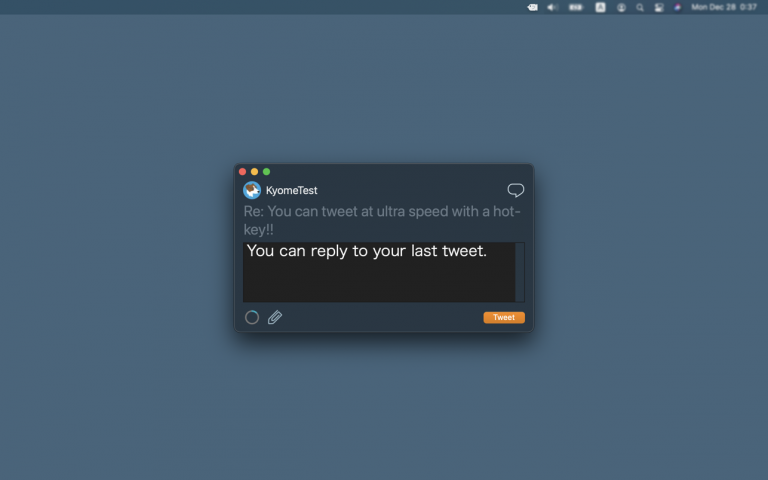 Mon Dec 28 0:37
KyomeTest
Re: You can tweet at ultra speed with a hot-
key!!
You can reply to your last tweet.
Tweet